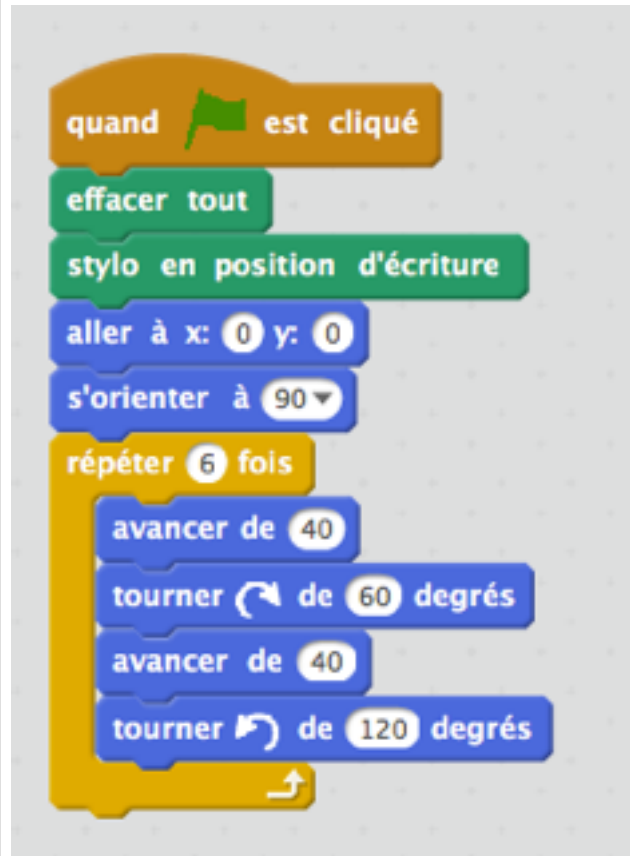 quand est cliqué
effacer tout
stylo en position d'écriture
aller à x: 0 y: 0
s'orienter à 90
répéter 6 fois
avancer de 40
tourner de 60 degrés
avancer de 40
tourner de 120 degrés